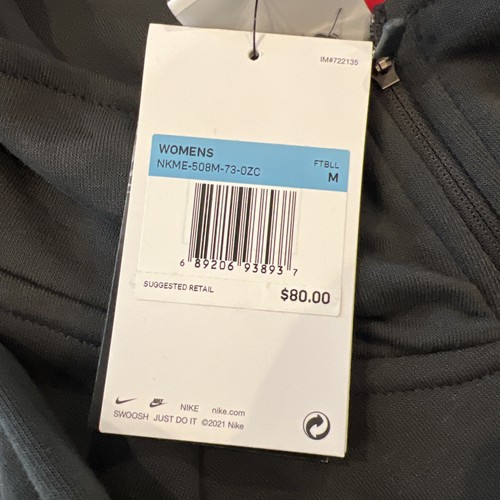 IM#722135
WOMENS
NKME-508M-73-0ZC
FTBLL
M
6 89206 93893 7
SUGGESTED RETAIL
$80.00
NIKE nike.com
SWOOSH JUST DO IT ©2021 Nike